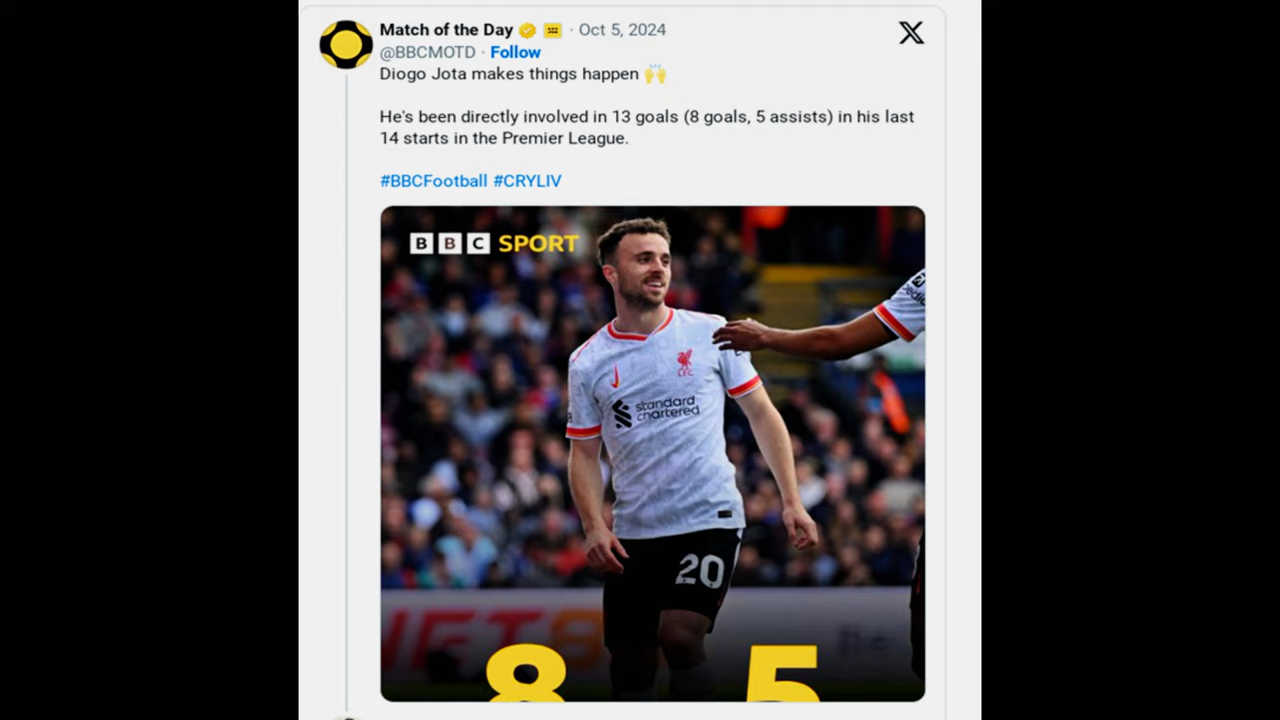 Match of the Day · Oct 5, 2024
@BBCMOTD · Follow
Diogo Jota makes things happen 🙌
He's been directly involved in 13 goals (8 goals, 5 assists) in his last
14 starts in the Premier League.
#BBCFootball #CRYLIV
BBC SPORT
LFC
standard
chartered
20
8 5